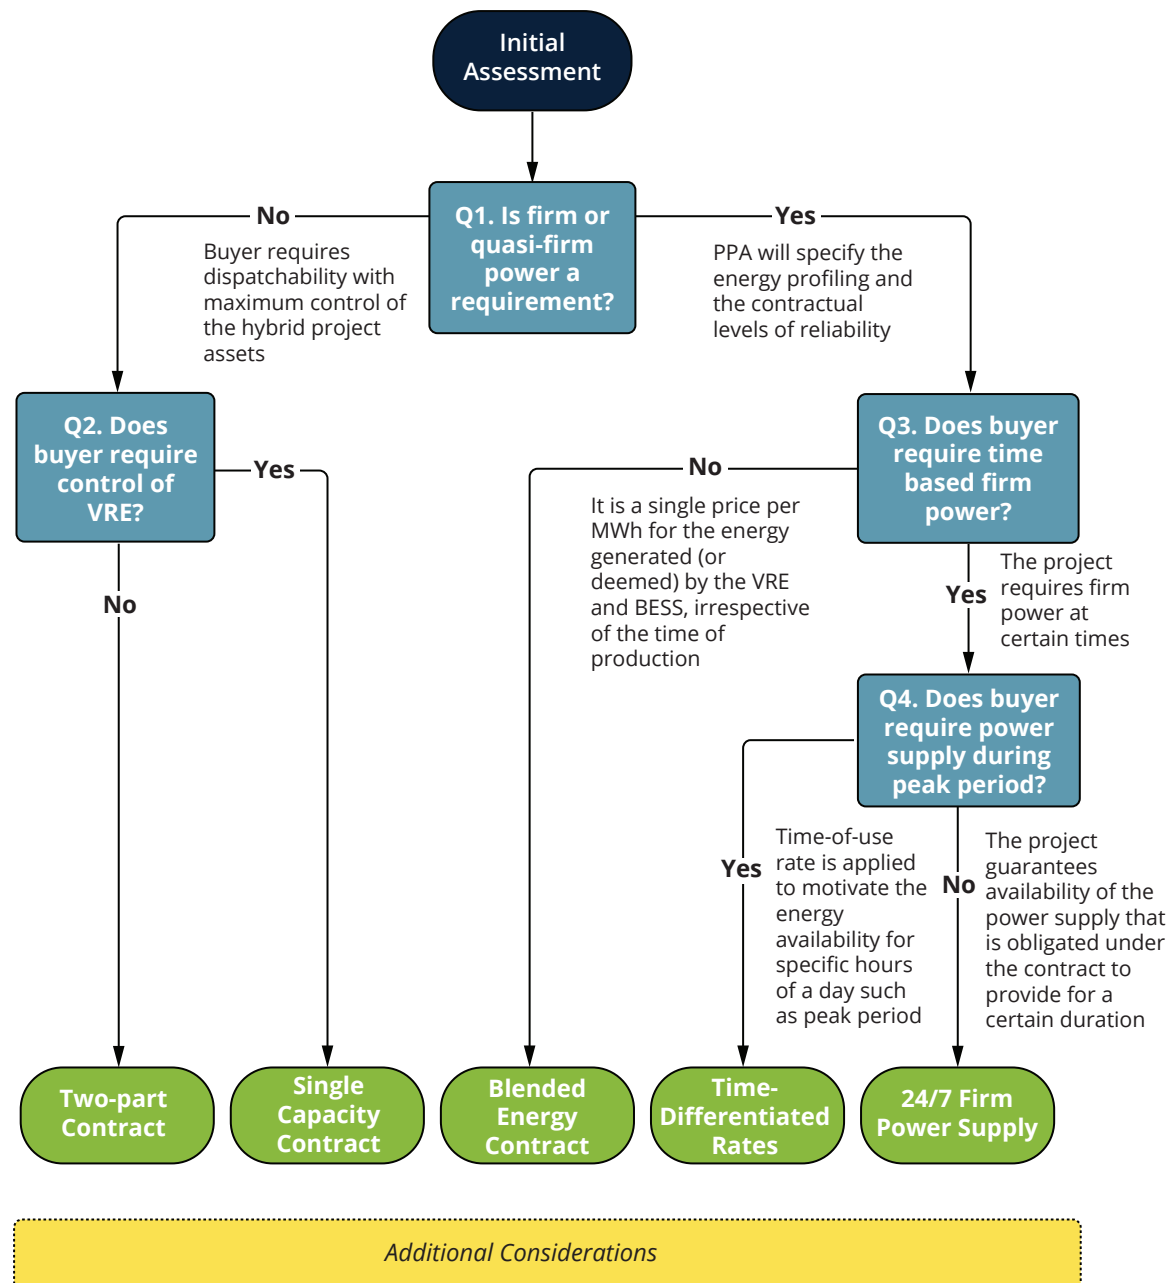 Initial
Assessment
Q1. Is firm or
quasi-firm
power a
requirement?
No
Buyer requires
dispatchability with
maximum control of
the hybrid project
assets
Yes
PPA will specify the
energy profiling and
the contractual
levels of reliability
Q2. Does
buyer require
control of
VRE?
Yes
No
Q3. Does buyer
require time
based firm
power?
No
It is a single price per
MWh for the energy
generated (or
deemed) by the VRE
and BESS, irrespective
of the time of
production
Yes
The project
requires firm
power at
certain times
Q4. Does buyer
require power
supply during
peak period?
Yes
Time-of-use
rate is applied
to motivate the
energy
availability for
specific hours
of a day such
as peak period
No
The project
guarantees
availability of the
power supply that
is obligated under
the contract to
provide for a
certain duration
Two-part
Contract
Single
Capacity
Contract
Blended
Energy
Contract
Time-
Differentiated
Rates
24/7 Firm
Power Supply
Additional Considerations